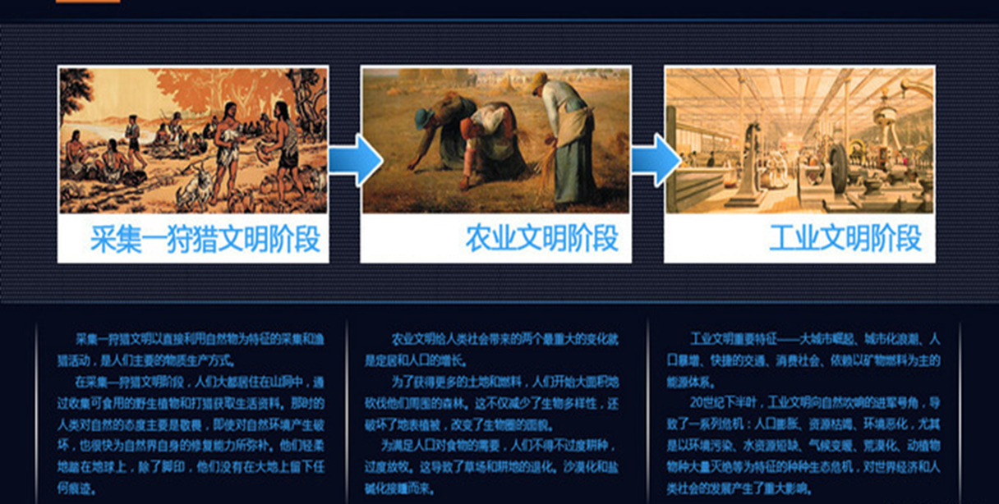 采集一狩猎文明阶段
农业文明阶段
工业文明阶段
采集一狩猎文明以直接利用自然物为特征的采集和渔
猎活动，是人们主要的物质生产方式。
在采集一狩猎文明阶段，人们大都居住在山洞中，通
过收集可食用的野生植物和打猎获取生活资料。那时的
人类对自然的态度主要是敬畏，即使对自然环境产生破
坏，也很快为自然界自身的修复能力所弥补。他们轻柔
地踏在地球上，除了脚印，他们没有在大地上留下任
何痕迹。
农业文明给人类社会带来的两个最重大的变化就
是定居和人口的增长。
为了获得更多的土地和燃料，人们开始大面积地
砍伐他们周围的森林。这不仅减少了生物多样性，还
破坏了地表植被，改变了生物圈的面貌。
为满足人口对食物的需要，人们不得不过度耕种，
过度放牧。这导致了草场和耕地的退化。沙漠化和盐
碱化接踵而来。
工业文明重要特征——大城市崛起、城市化浪潮、人
口暴增、快捷的交通、消费社会、依赖以矿物燃料为主的
能源体系。
20世纪下半叶，工业文明向自然吹响的进军号角，导
致了一系列危机：人口膨胀、资源枯竭、环境恶化，尤其
是以环境污染、水资源短缺、气候变暖、荒漠化、动植物
物种大量灭绝等为特征的种种生态危机，对世界经济和人
类社会的发展产生了重大影响。